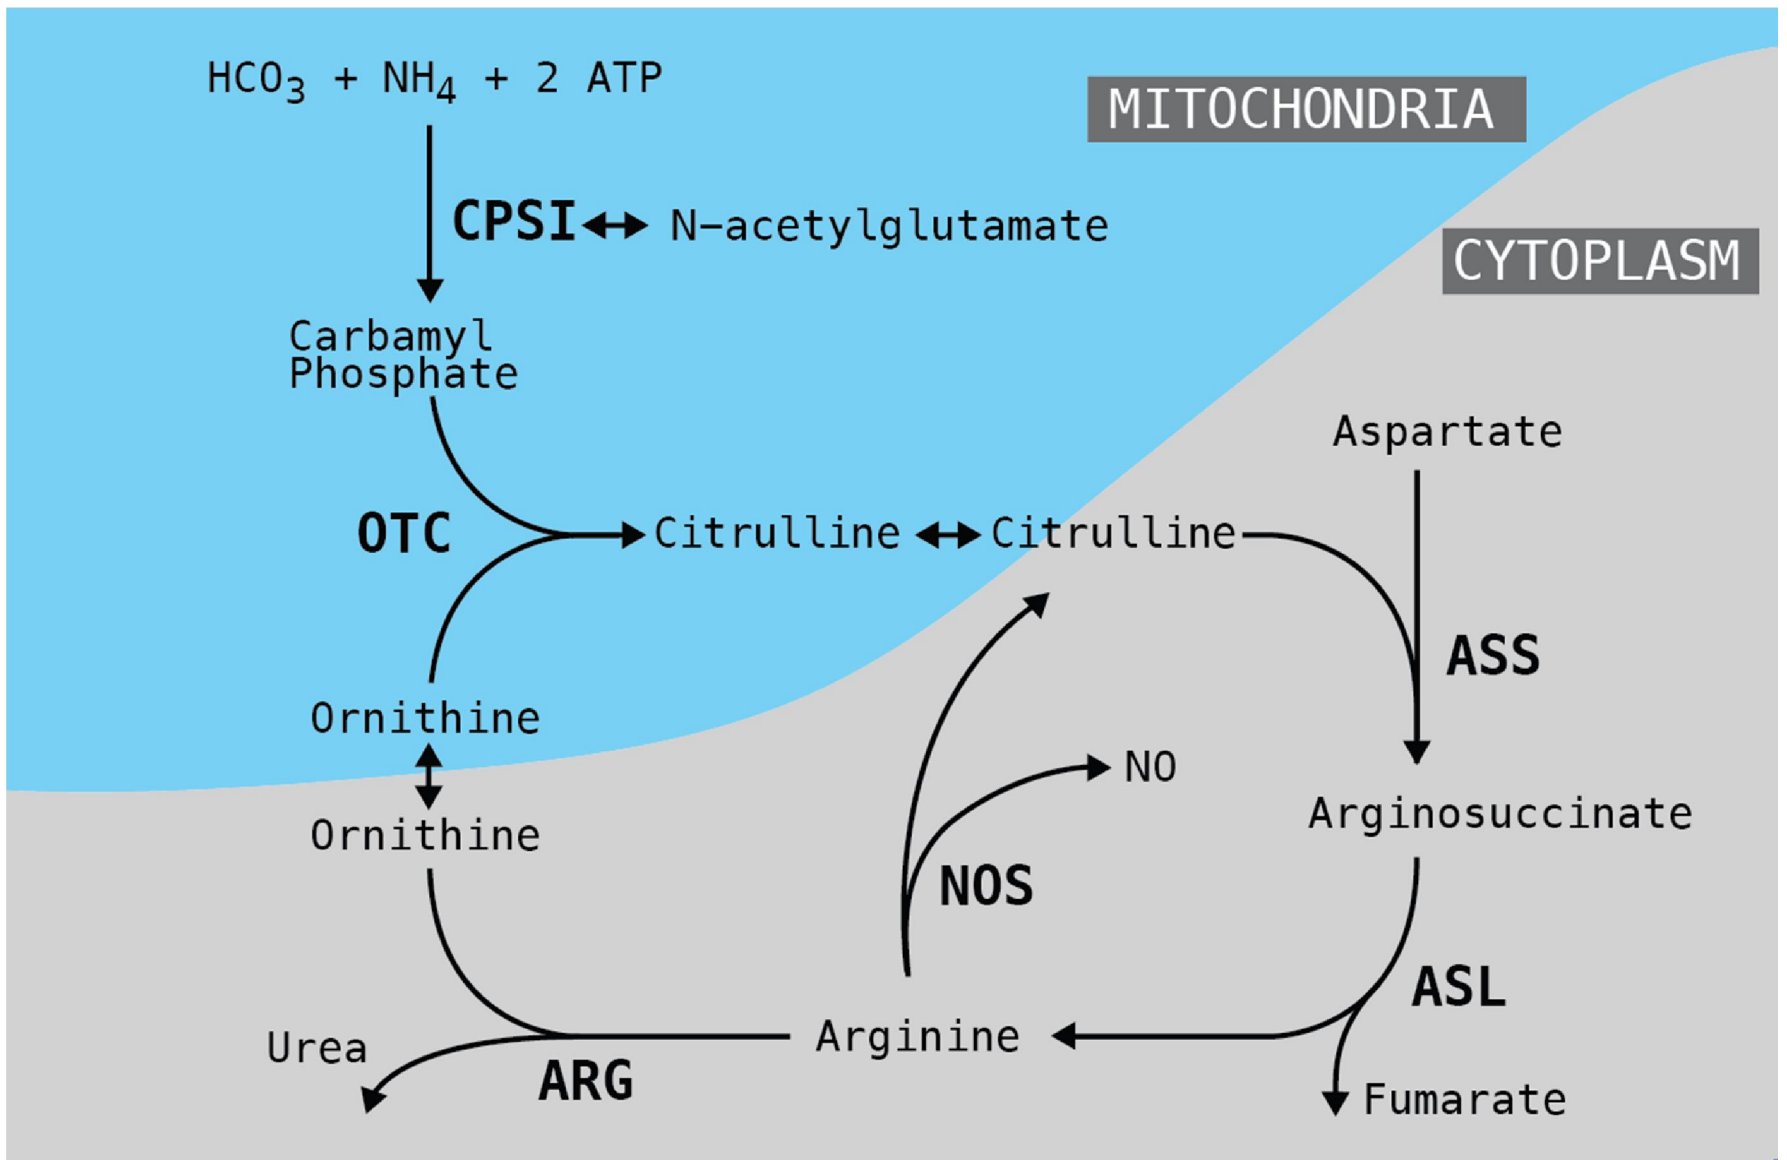 HCO3 + NH4 + 2 ATP
MITOCHONDRIA
CPSI N-acetylglutamate
CYTOPLASM
Carbamyl
Phosphate
Aspartate
OTC Citrulline Citrulline
ASS
Ornithine
NO
Arginosuccinate
Ornithine
NOS
ASL
Arginine
Urea
ARG
Fumarate